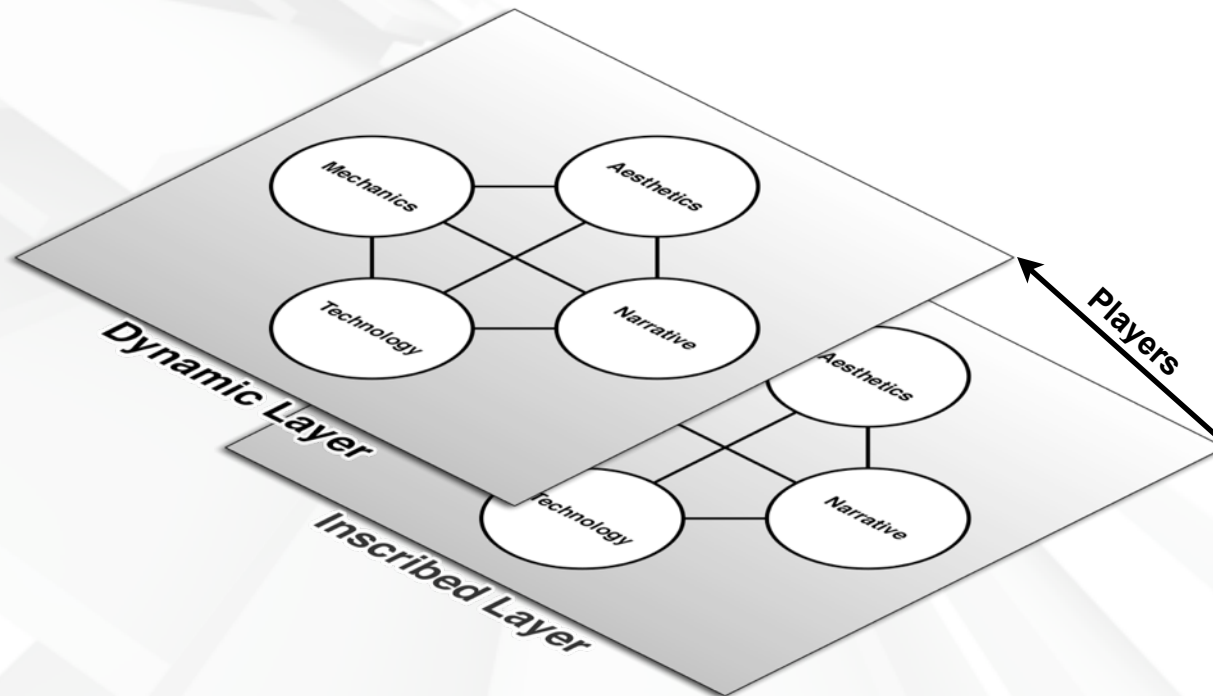 Mechanics
Aesthetics
Technology
Narrative
Dynamic Layer
Players
Aesthetics
Technology
Narrative
Inscribed Layer